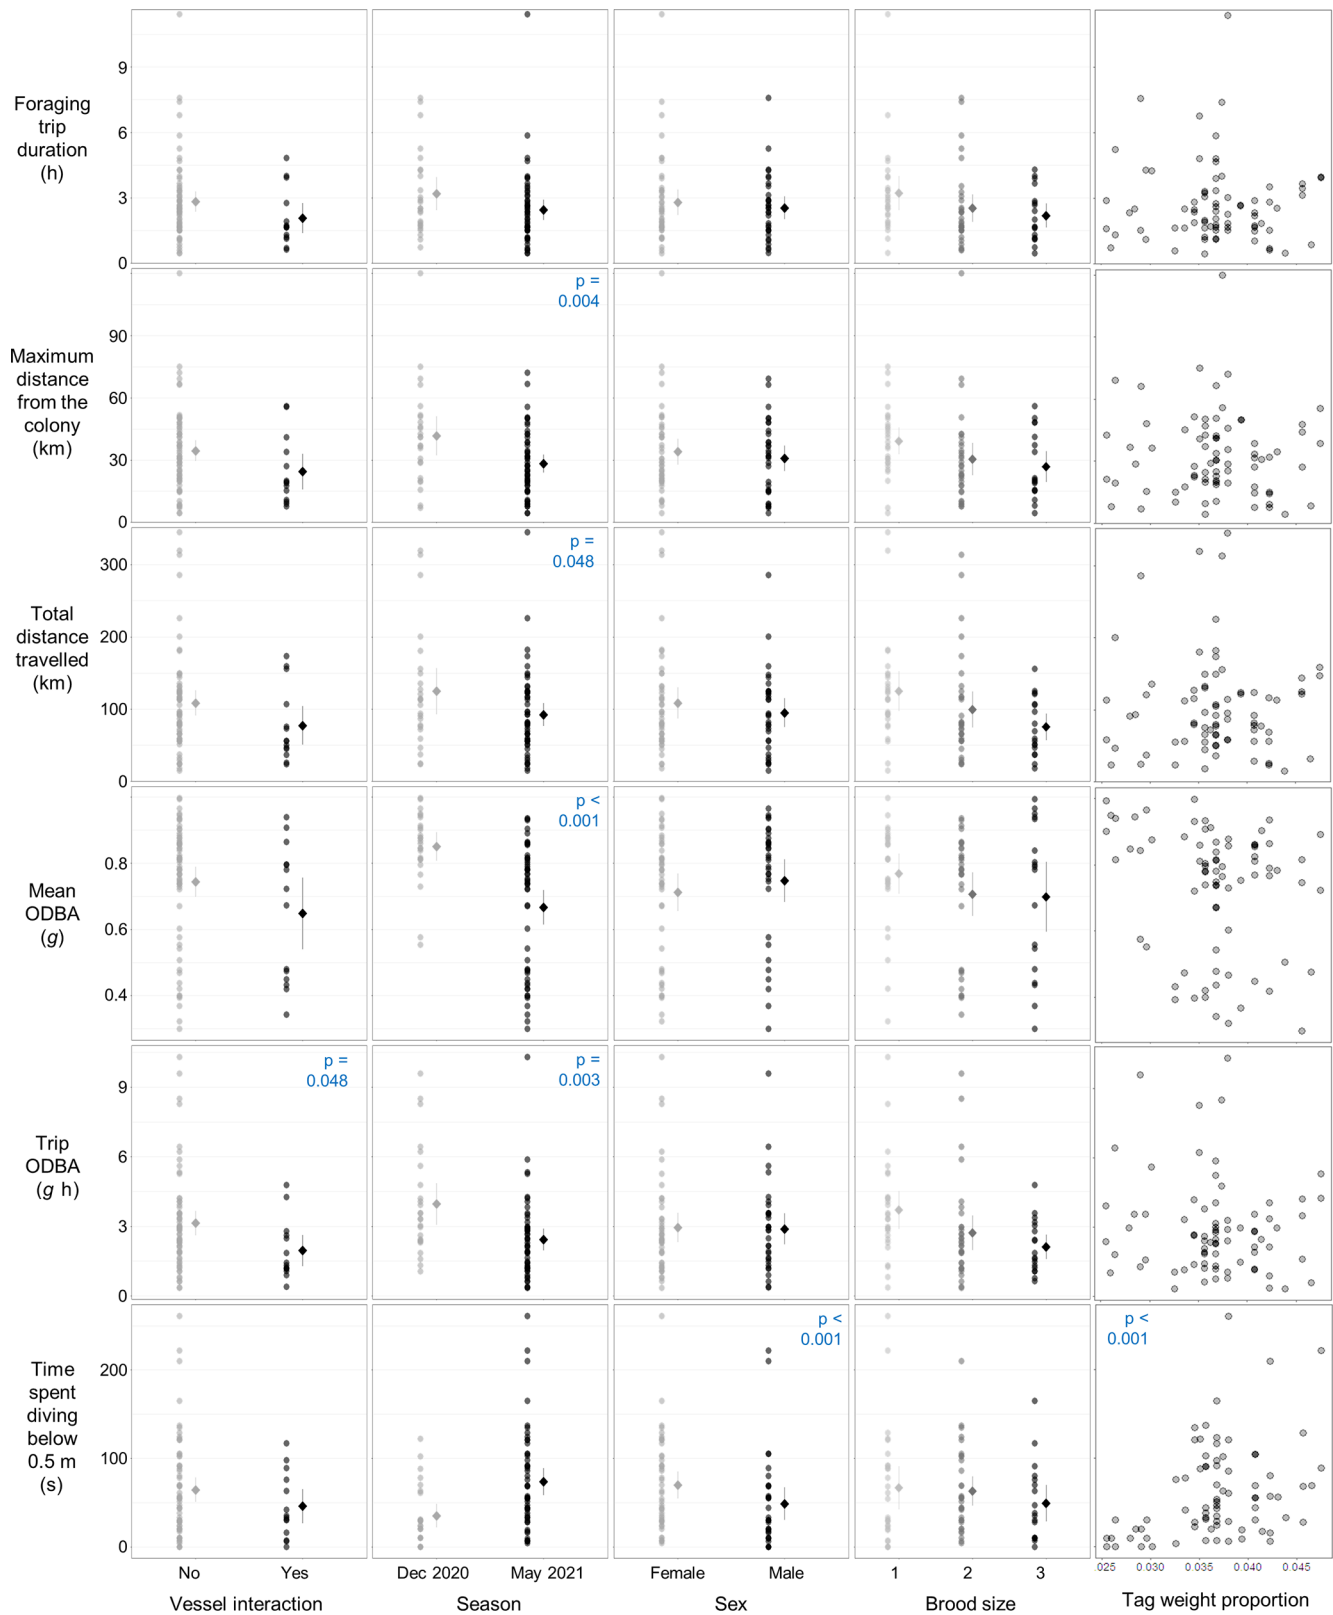 Foraging
trip
duration
(h)
9
6
3
0
Maximum
distance
from the
colony
(km)
90
60
30
0
p =
0.004
Total
distance
travelled
(km)
300
200
100
0
p =
0.048
Mean
ODBA
(g)
0.8
0.6
0.4
p <
0.001
Trip
ODBA
(g h)
9
6
3
0
p =
0.048
p =
0.003
Time
spent
diving
below
0.5 m
(s)
200
100
0
p <
0.001
p <
0.001
No Yes Dec 2020 May 2021 Female Male 1 2 3 .025 0.030 0.035 0.040 0.045
Vessel interaction Season Sex Brood size Tag weight proportion